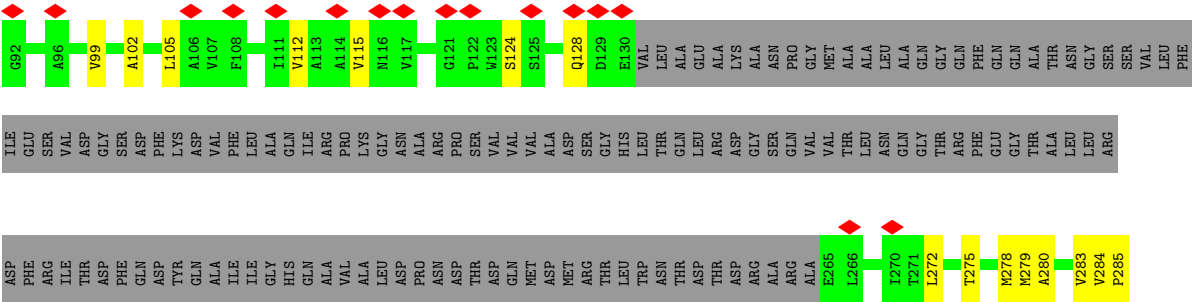 G92 A96 V99 A102 L105 A106 V107 F108 I111 V112 A113 A114 V115 N116 V117 G121 P122 W123 S124 S125 Q128 D129 E130 VAL LEU ALA GLU ALA LYS ALA ASN PRO GLY MET ALA ALA LEU ALA GLN GLY GLN PHE GLN GLN ALA THR ASN GLY SER SER VAL LEU PHE
ILE GLU SER VAL ASP GLY SER ASP PHE LYS ASP VAL PHE LEU ALA GLN ILE ARG PRO LYS GLY ASN ALA ARG PRO SER VAL VAL VAL ALA ASP SER GLY HIS LEU THR GLN LEU ARG ASP GLY SER GLN VAL VAL THR LEU ASN GLN GLY THR ARG PHE GLU GLY THR ALA LEU LEU ARG
ASP PHE ARG ILE THR ASP PHE GLN ASP TYR GLN ALA ILE ILE GLY HIS GLN ALA VAL ALA LEU ASP PRO ASN ASP THR ASP GLN MET ASP MET ARG THR LEU TRP ASN THR ASP THR ASP ARG ALA ARG ALA E265 L266 I270 T271 L272 T275 M278 M279 A280 V283 V284 P285